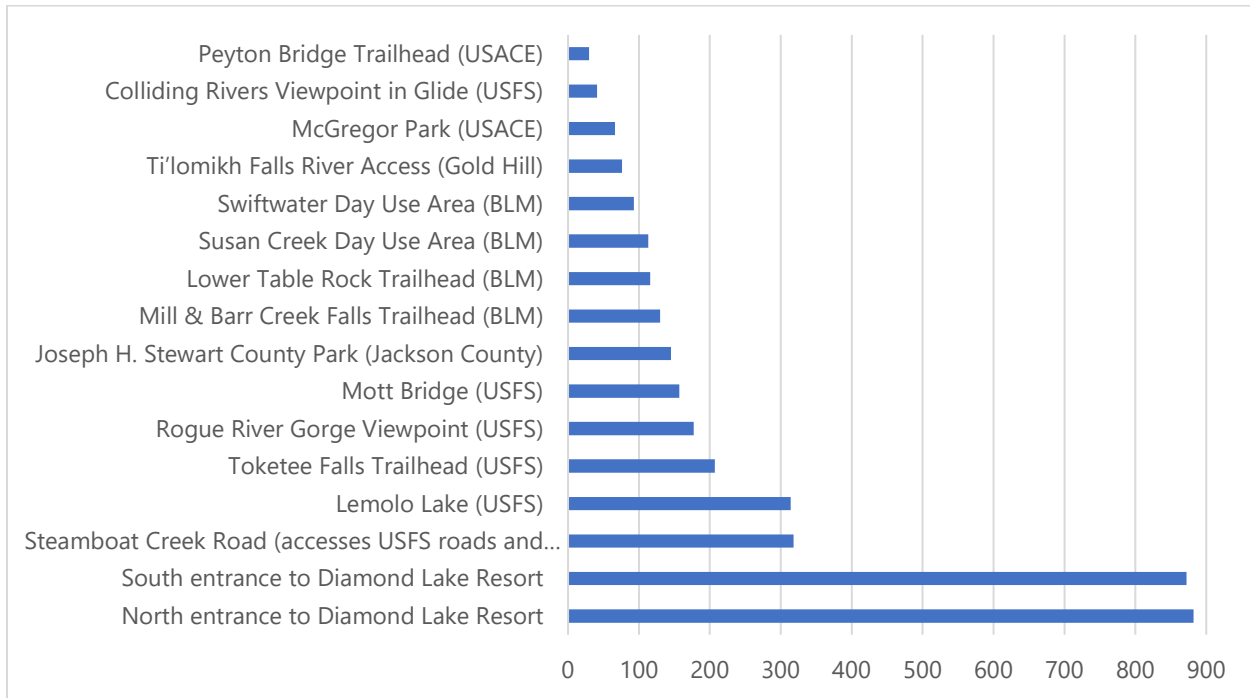 Peyton Bridge Trailhead (USACE)
Colliding Rivers Viewpoint in Glide (USFS)
McGregor Park (USACE)
Ti’lomikh Falls River Access (Gold Hill)
Swiftwater Day Use Area (BLM)
Susan Creek Day Use Area (BLM)
Lower Table Rock Trailhead (BLM)
Mill & Barr Creek Falls Trailhead (BLM)
Joseph H. Stewart County Park (Jackson County)
Mott Bridge (USFS)
Rogue River Gorge Viewpoint (USFS)
Toketee Falls Trailhead (USFS)
Lemolo Lake (USFS)
Steamboat Creek Road (accesses USFS roads and...
South entrance to Diamond Lake Resort
North entrance to Diamond Lake Resort
0 100 200 300 400 500 600 700 800 900